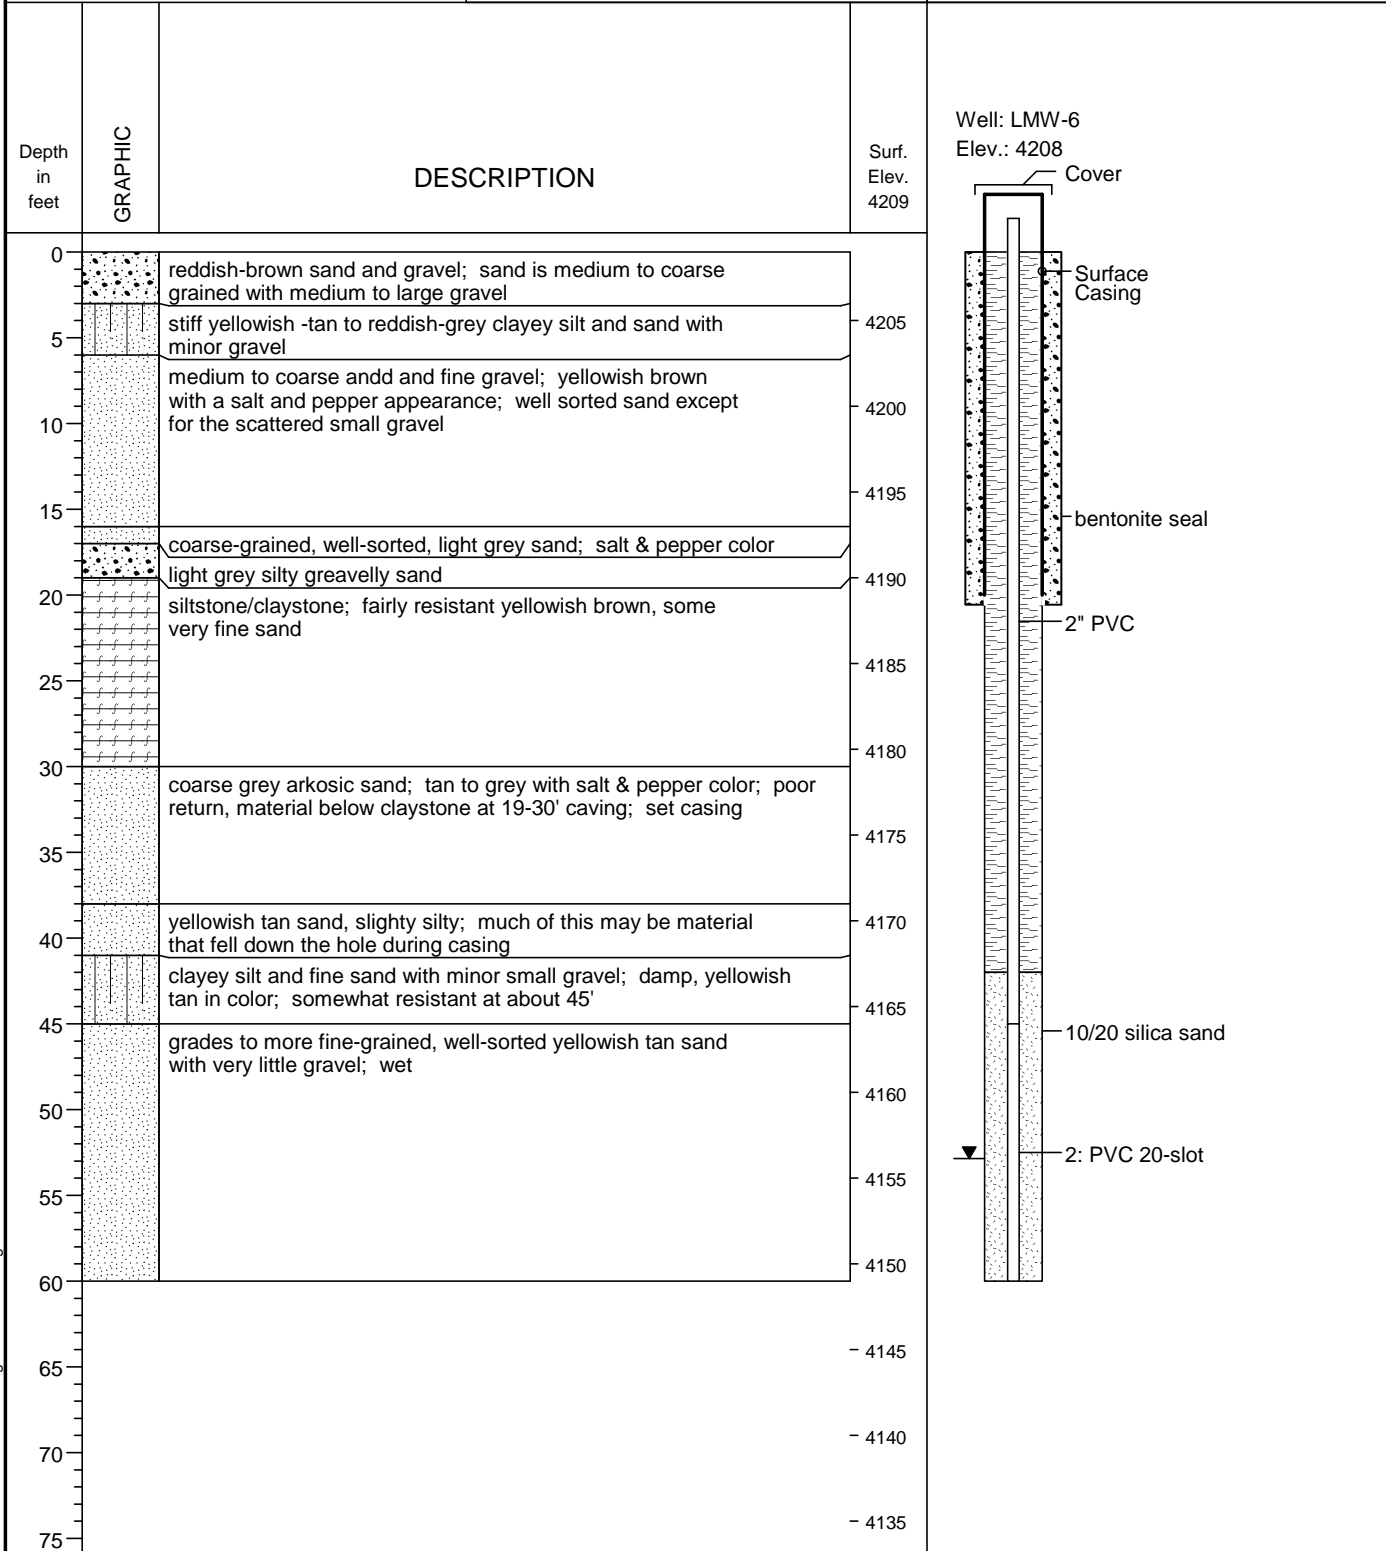 Depth
in
feet
GRAPHIC
DESCRIPTION
Surf.
Elev.
4209
Well: LMW-6
Elev.: 4208
Cover
0
5
10
15
20
25
30
35
40
45
50
55
60
65
70
75
reddish-brown sand and gravel; sand is medium to coarse
grained with medium to large gravel
stiff yellowish -tan to reddish-grey clayey silt and sand with
minor gravel
medium to coarse andd and fine gravel; yellowish brown
with a salt and pepper appearance; well sorted sand except
for the scattered small gravel
coarse-grained, well-sorted, light grey sand; salt & pepper color
light grey silty greavelly sand
siltstone/claystone; fairly resistant yellowish brown, some
very fine sand
coarse grey arkosic sand; tan to grey with salt & pepper color; poor
return, material below claystone at 19-30' caving; set casing
yellowish tan sand, slighty silty; much of this may be material
that fell down the hole during casing
clayey silt and fine sand with minor small gravel; damp, yellowish
tan in color; somewhat resistant at about 45'
grades to more fine-grained, well-sorted yellowish tan sand
with very little gravel; wet
4205
4200
4195
4190
4185
4180
4175
4170
4165
4160
4155
4150
4145
4140
4135
Surface
Casing
bentonite seal
2" PVC
10/20 silica sand
2: PVC 20-slot